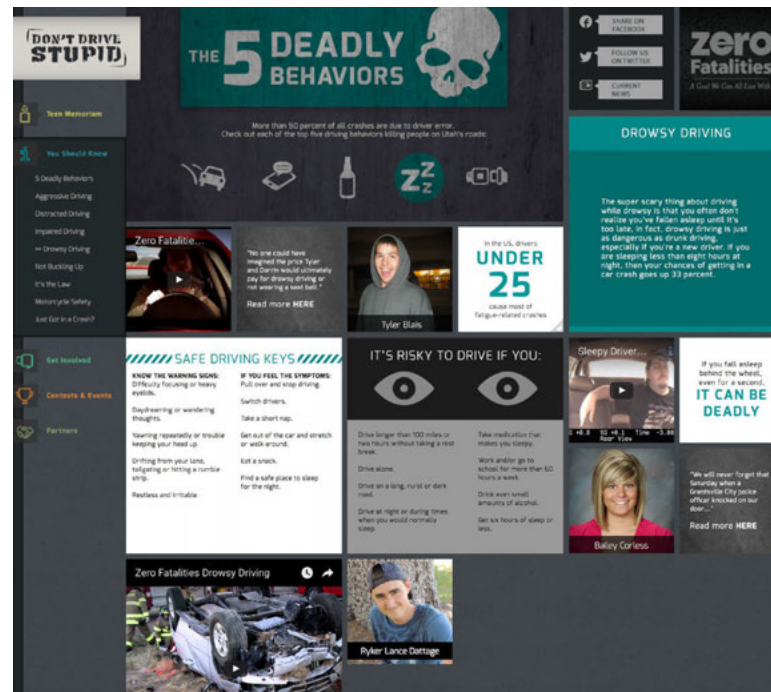 DON'T DRIVE
STUPID
Teen Memoriam
You Should Know
5 Deadly Behaviors
Aggressive Driving
Distracted Driving
Impaired Driving
Drowsy Driving
Not Buckling Up
It's the Law
Motorcycle Safety
Just Got in a Crash?
Get Involved
Contests & Events
Partners
THE 5 DEADLY
BEHAVIORS
More than 90 percent of all crashes are due to driver error.
Check out each of the top five driving behaviors killing people on Utah's roads:
ZZZ
SHARE ON
FACEBOOK
FOLLOW US
ON TWITTER
CURRENT
NEWS
zero
Fatalities
A Goal We Can All Live With
DROWSY DRIVING
The super scary thing about driving
while drowsy is that you often don't
realize you've fallen asleep until it's
too late, in fact, drowsy driving is just
as dangerous as drunk driving,
especially if you're a new driver. If you
are sleeping less than eight hours at
night, then your chances of getting in a
car crash goes up 33 percent.
Zero Fatalitie...
"No one could have
imagined the price Tyler
and Darrin would ultimately
pay for drowsy driving or
not wearing a seat belt."
Read more HERE
Tyler Blais
In the US, drivers
UNDER
25
cause most of
fatigue-related crashes
SAFE DRIVING KEYS
KNOW THE WARNING SIGNS:
Difficulty focusing or heavy
eyelids.
Daydreaming or wandering
thoughts.
Yawning repeatedly or trouble
keeping your head up.
Drifting from your lane,
tailgating or hitting a rumble
strip.
Restless and irritable
IF YOU FEEL THE SYMPTOMS:
Pull over and stop driving.
Switch drivers.
Take a short nap.
Get out of the car and stretch
or walk around.
Eat a snack.
Find a safe place to sleep
for the night.
IT'S RISKY TO DRIVE IF YOU:
Drive longer than 100 miles or
two hours without taking a rest
break.
Drive alone.
Drive on a long, rural or dark
road.
Drive at night or during times
when you would normally
sleep.
Take medication that
makes you sleepy.
Work and/or go to
school for more than 60
hours a week.
Drink even small
amounts of alcohol.
Get six hours of sleep or
less.
Sleepy Driver...
Rear View
If you fall asleep
behind the wheel,
even for a second,
IT CAN BE
DEADLY
Bailey Corless
"We will never forget that
Saturday when a
Grantsville City police
officer knocked on our
door..."
Read more HERE
Zero Fatalities Drowsy Driving
Ryker Lance Dattage